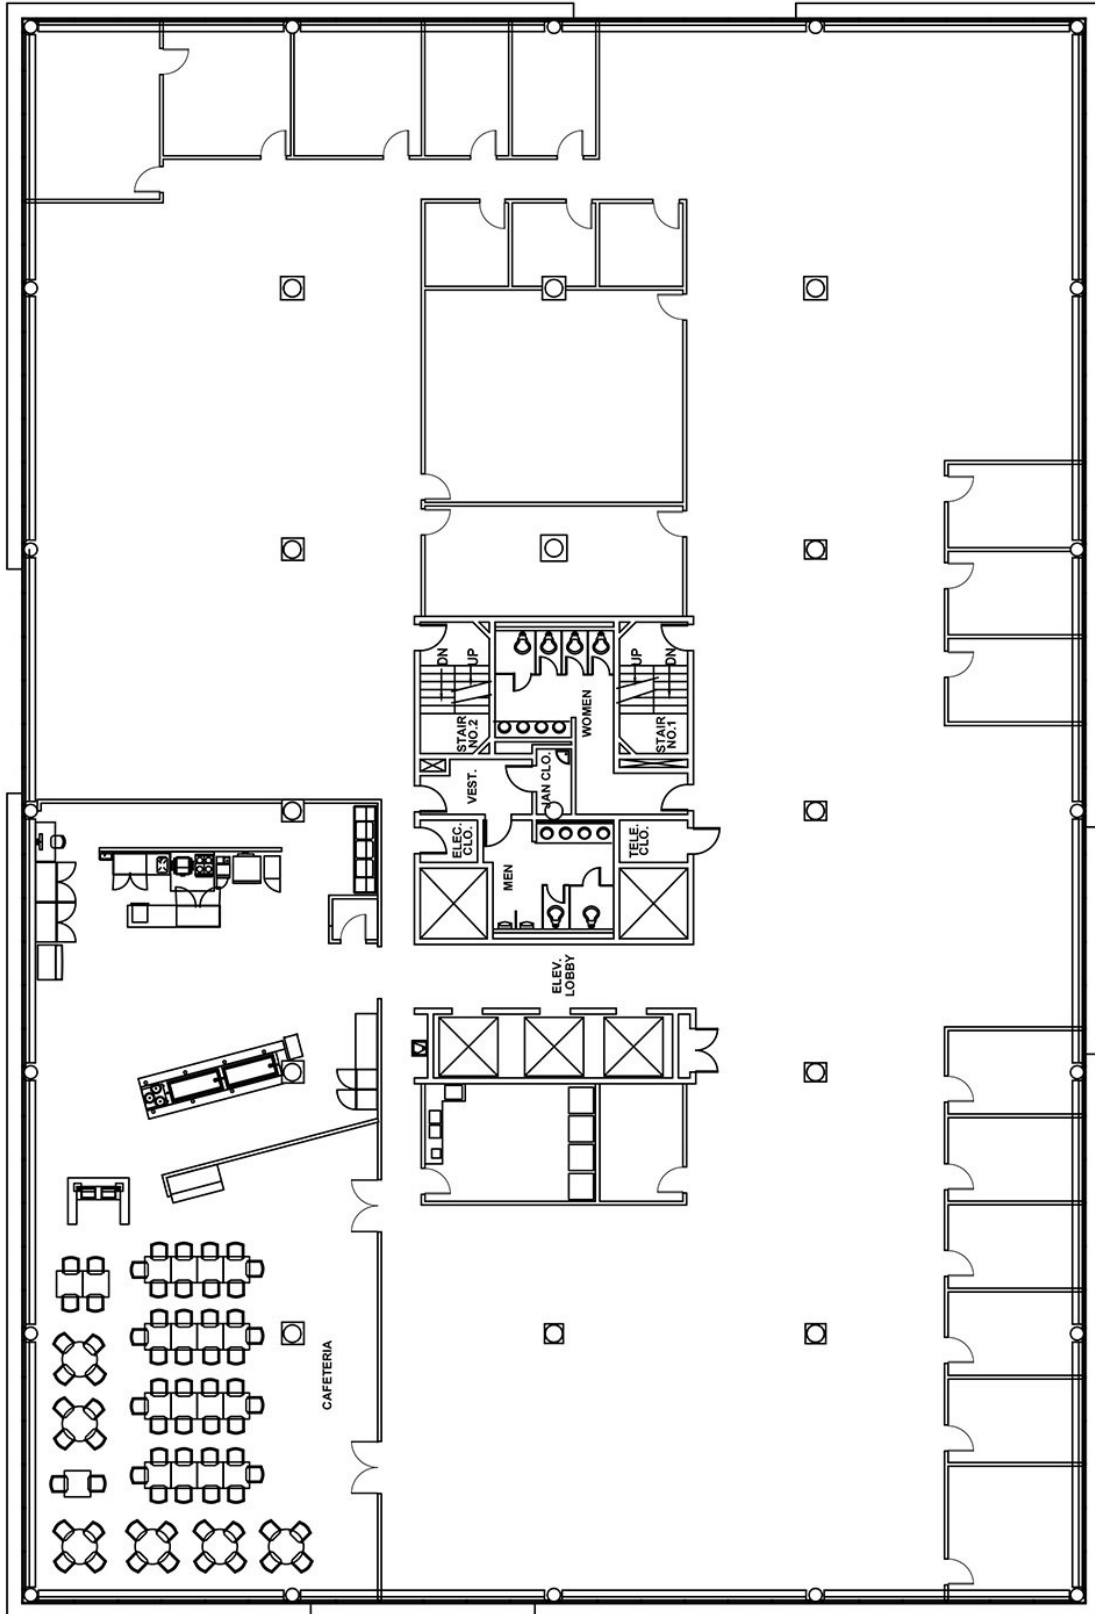 DN
UP
STAIR
NO.2
WOMEN
UP
DN
STAIR
NO.1
VEST.
JAN CLO.
ELEC.
CLO.
MEN
TELE.
CLO.
ELEV.
LOBBY
CAFETERIA